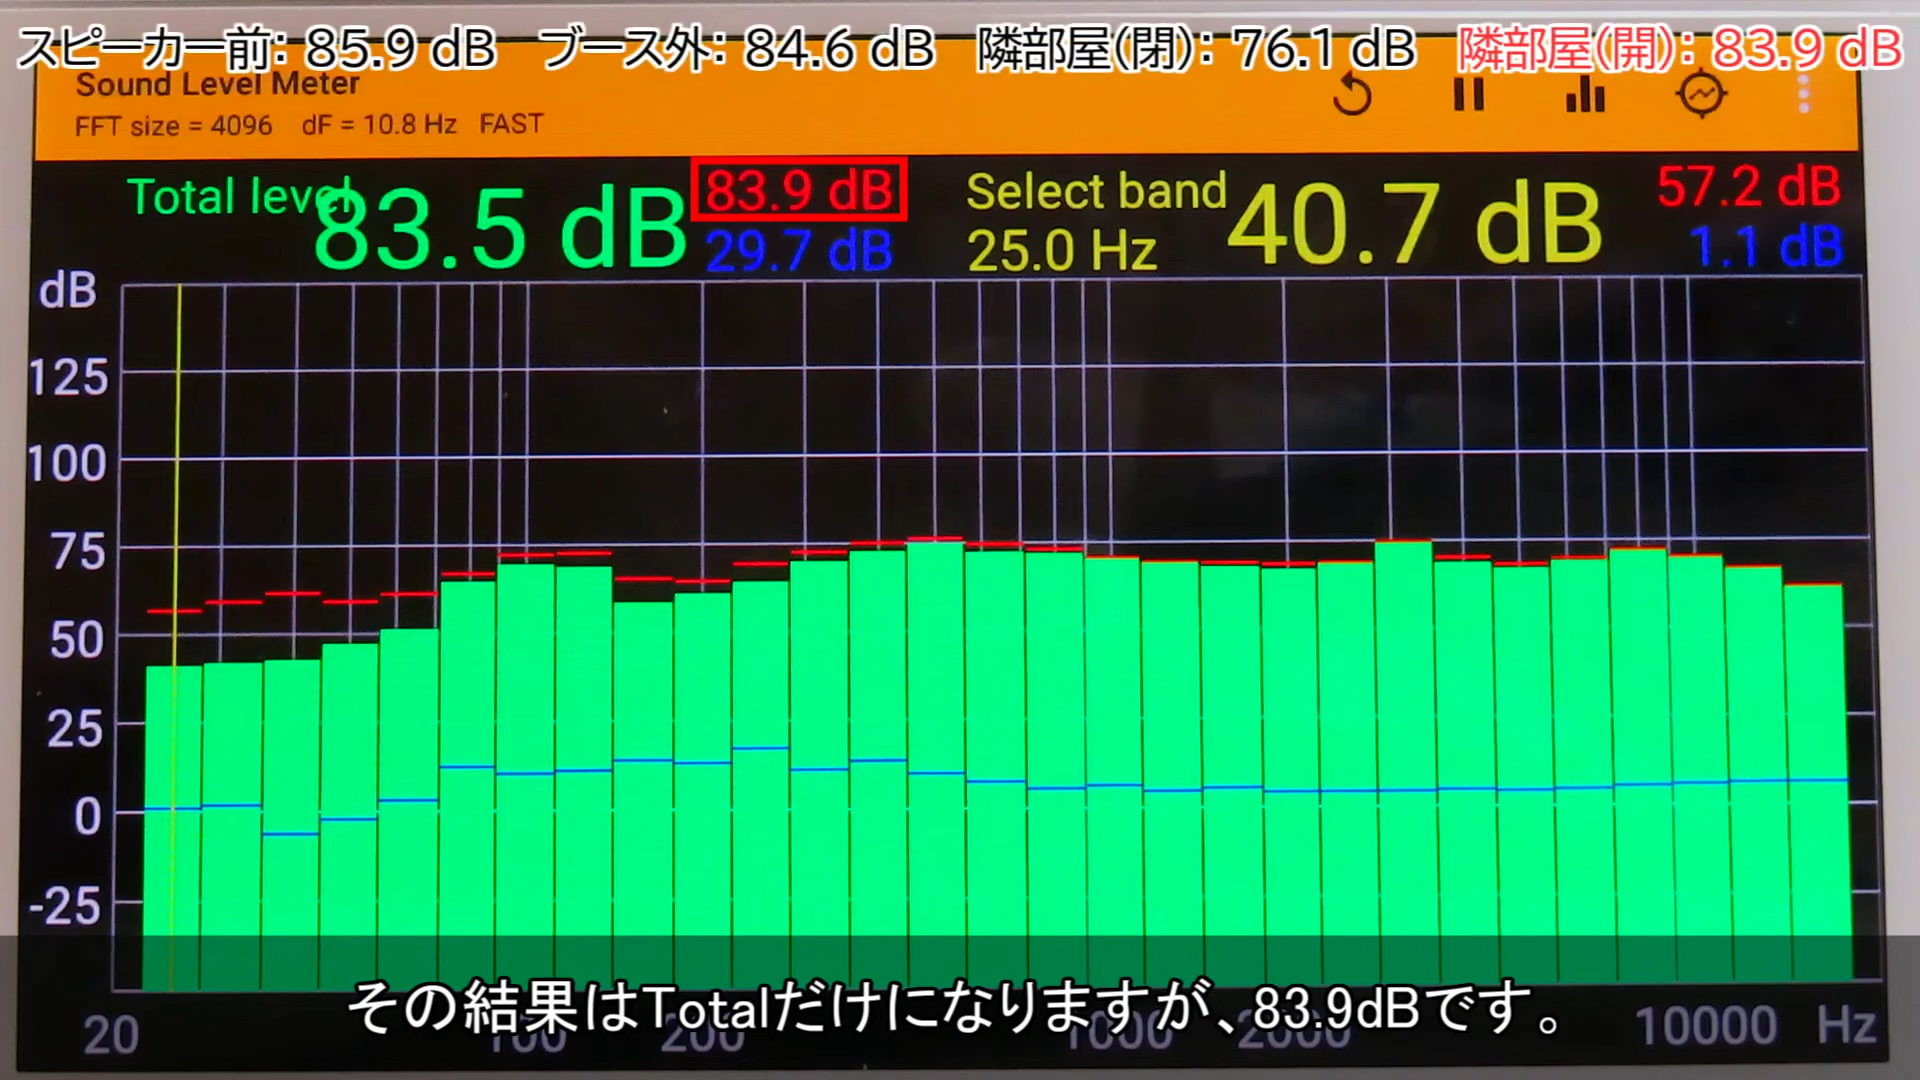 スピーカー前: 85.9 dB ブース外: 84.6 dB 隣部屋(閉): 76.1 dB 隣部屋(開): 83.9 dB
Sound Level Meter
FFT size = 4096 dF = 10.8 Hz FAST
Total level 83.5 dB 83.9 dB 29.7 dB
Select band 25.0 Hz 40.7 dB 57.2 dB 1.1 dB
dB
125
100
75
50
25
0
-25
その結果はTotalだけになりますが、83.9dBです。
20 100 200 1000 2000 10000 Hz